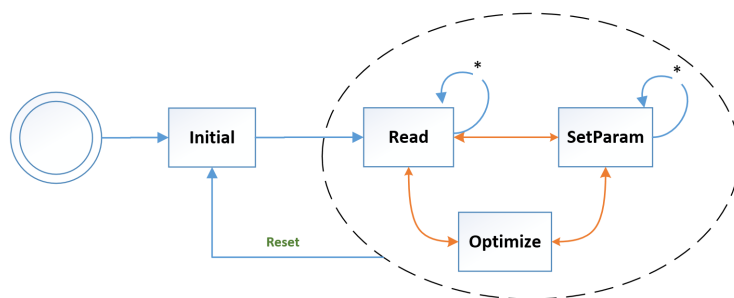 *
*
Initial
Read
SetParam
Optimize
Reset